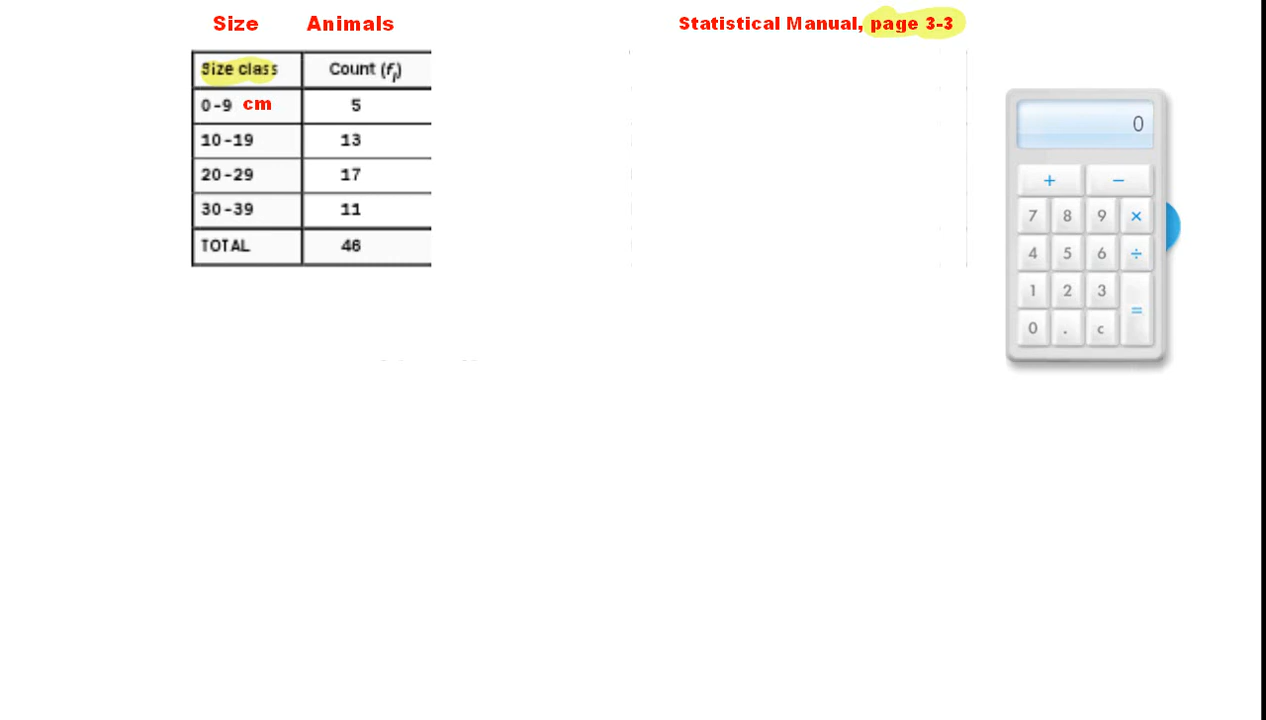 Size Animals Statistical Manual, page 3-3
Size class Count (fi)
0-9 cm 5
10-19 13
20-29 17
30-39 11
TOTAL 46
0
+ −
7 8 9 ×
4 5 6 ÷
1 2 3 =
0 . c